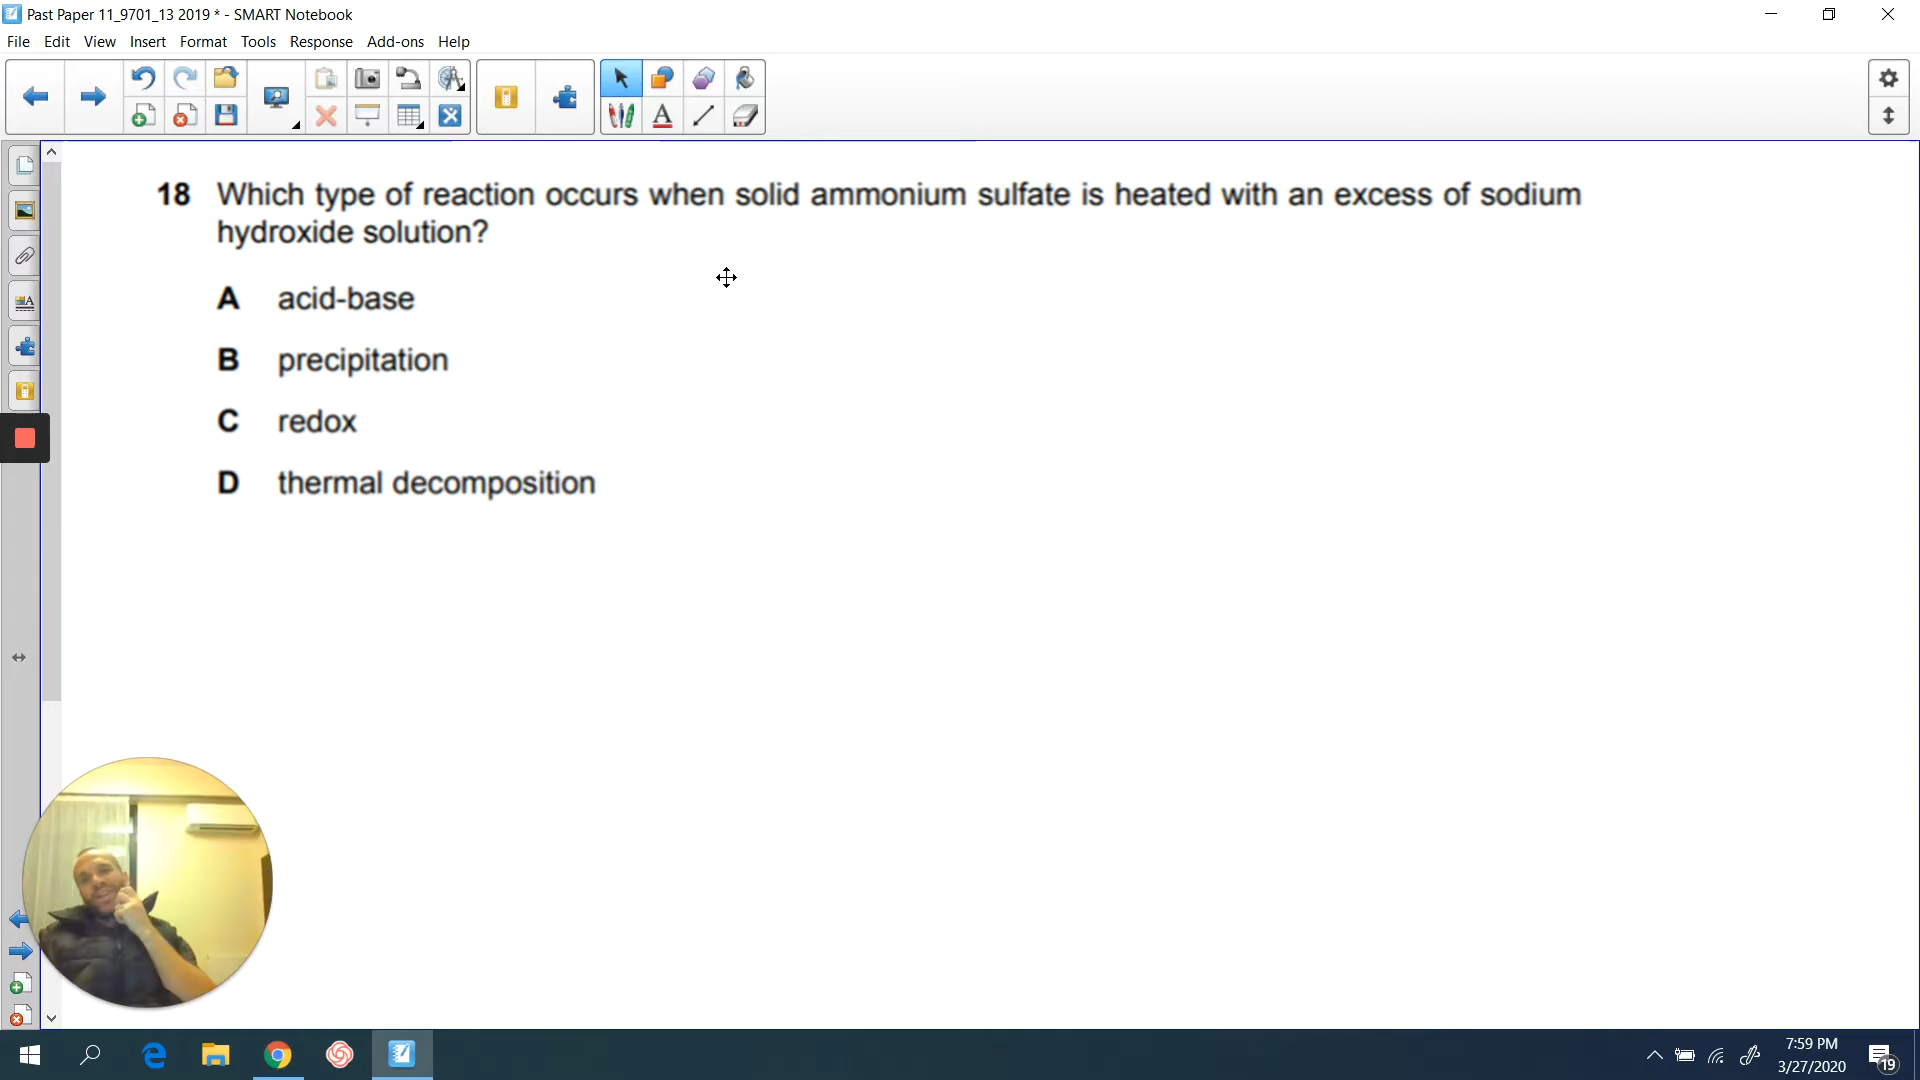 Past Paper 11_9701_13 2019 * - SMART Notebook
File Edit View Insert Format Tools Response Add-ons Help
18 Which type of reaction occurs when solid ammonium sulfate is heated with an excess of sodium
hydroxide solution?
A acid-base
B precipitation
C redox
D thermal decomposition
7:59 PM
3/27/2020
19